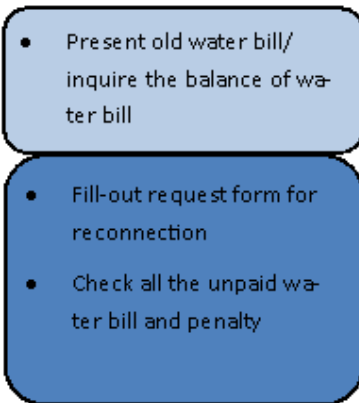 • Present old water bill/
inquire the balance of wa-
ter bill
• Fill-out request form for
reconnection
• Check all the unpaid wa-
ter bill and penalty